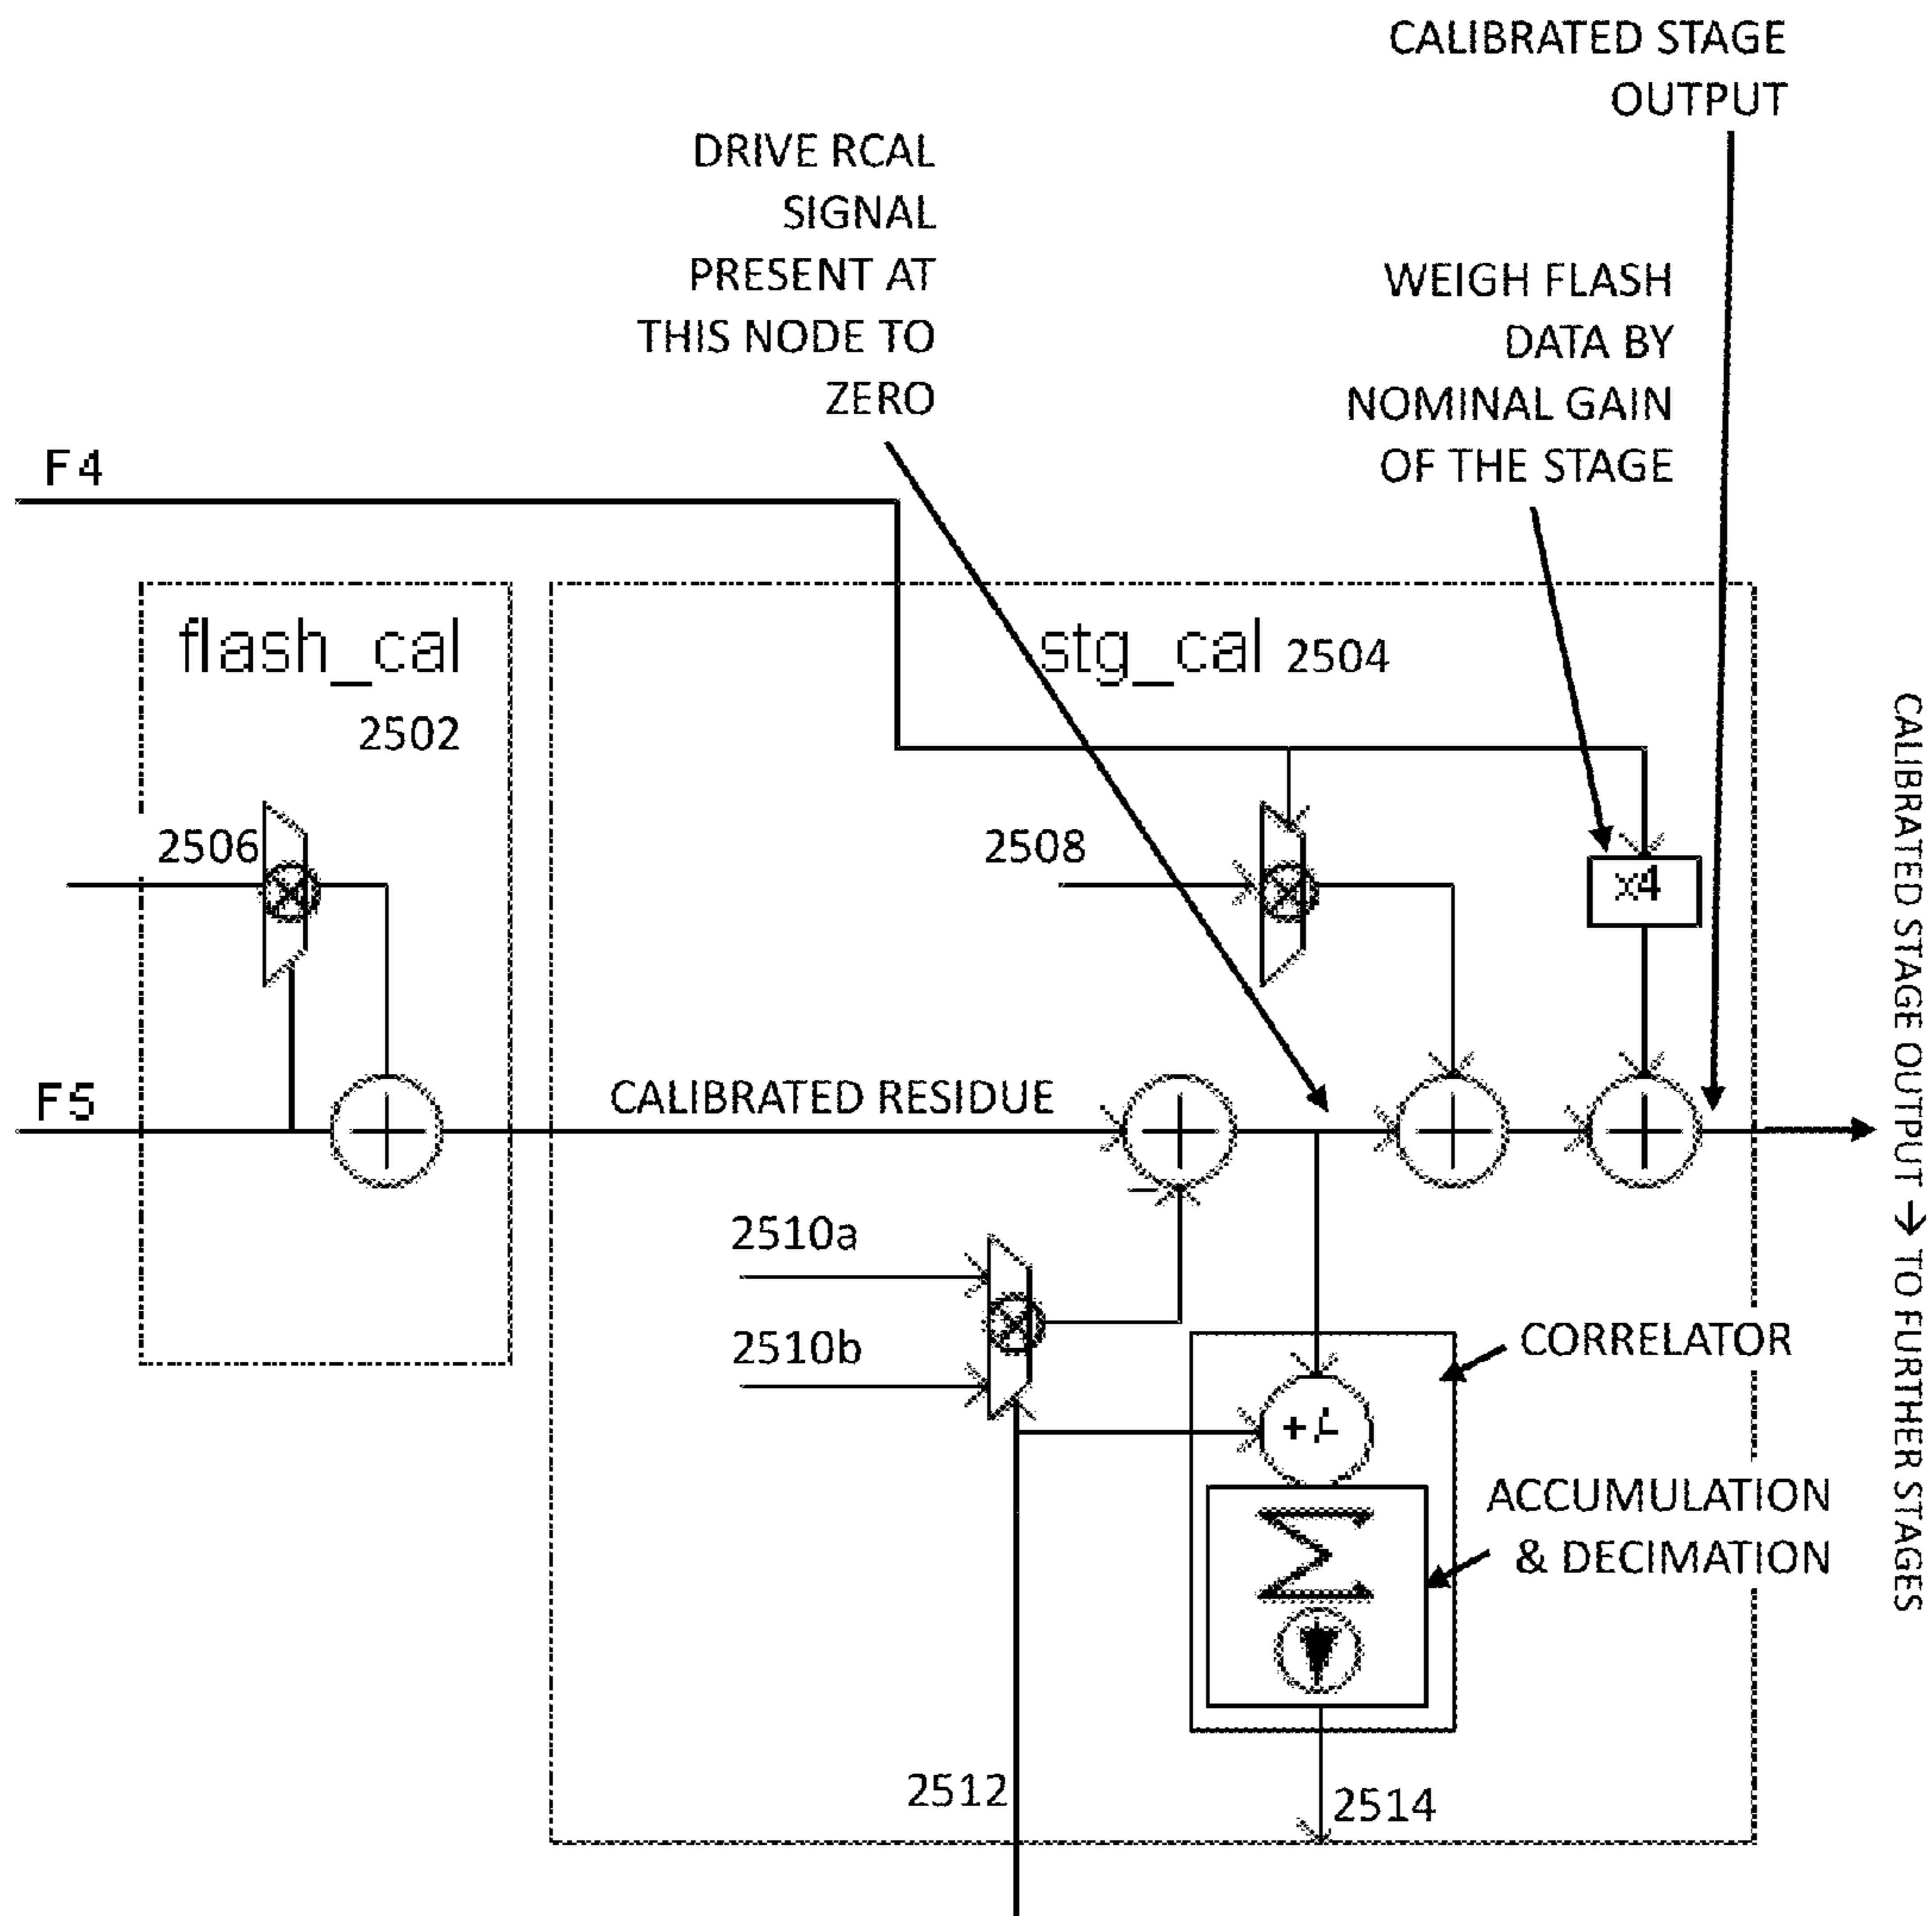 CALIBRATED STAGE
OUTPUT
DRIVE RCAL
SIGNAL
PRESENT AT
THIS NODE TO
ZERO
WEIGH FLASH
DATA BY
NOMINAL GAIN
OF THE STAGE
F4
flash_cal
2502
stg_cal 2504
2506
2508
x4
F5
CALIBRATED RESIDUE
2510a
2510b
CORRELATOR
+/-
ACCUMULATION
& DECIMATION
Σ
2512
2514
CALIBRATED STAGE OUTPUT → TO FURTHER STAGES